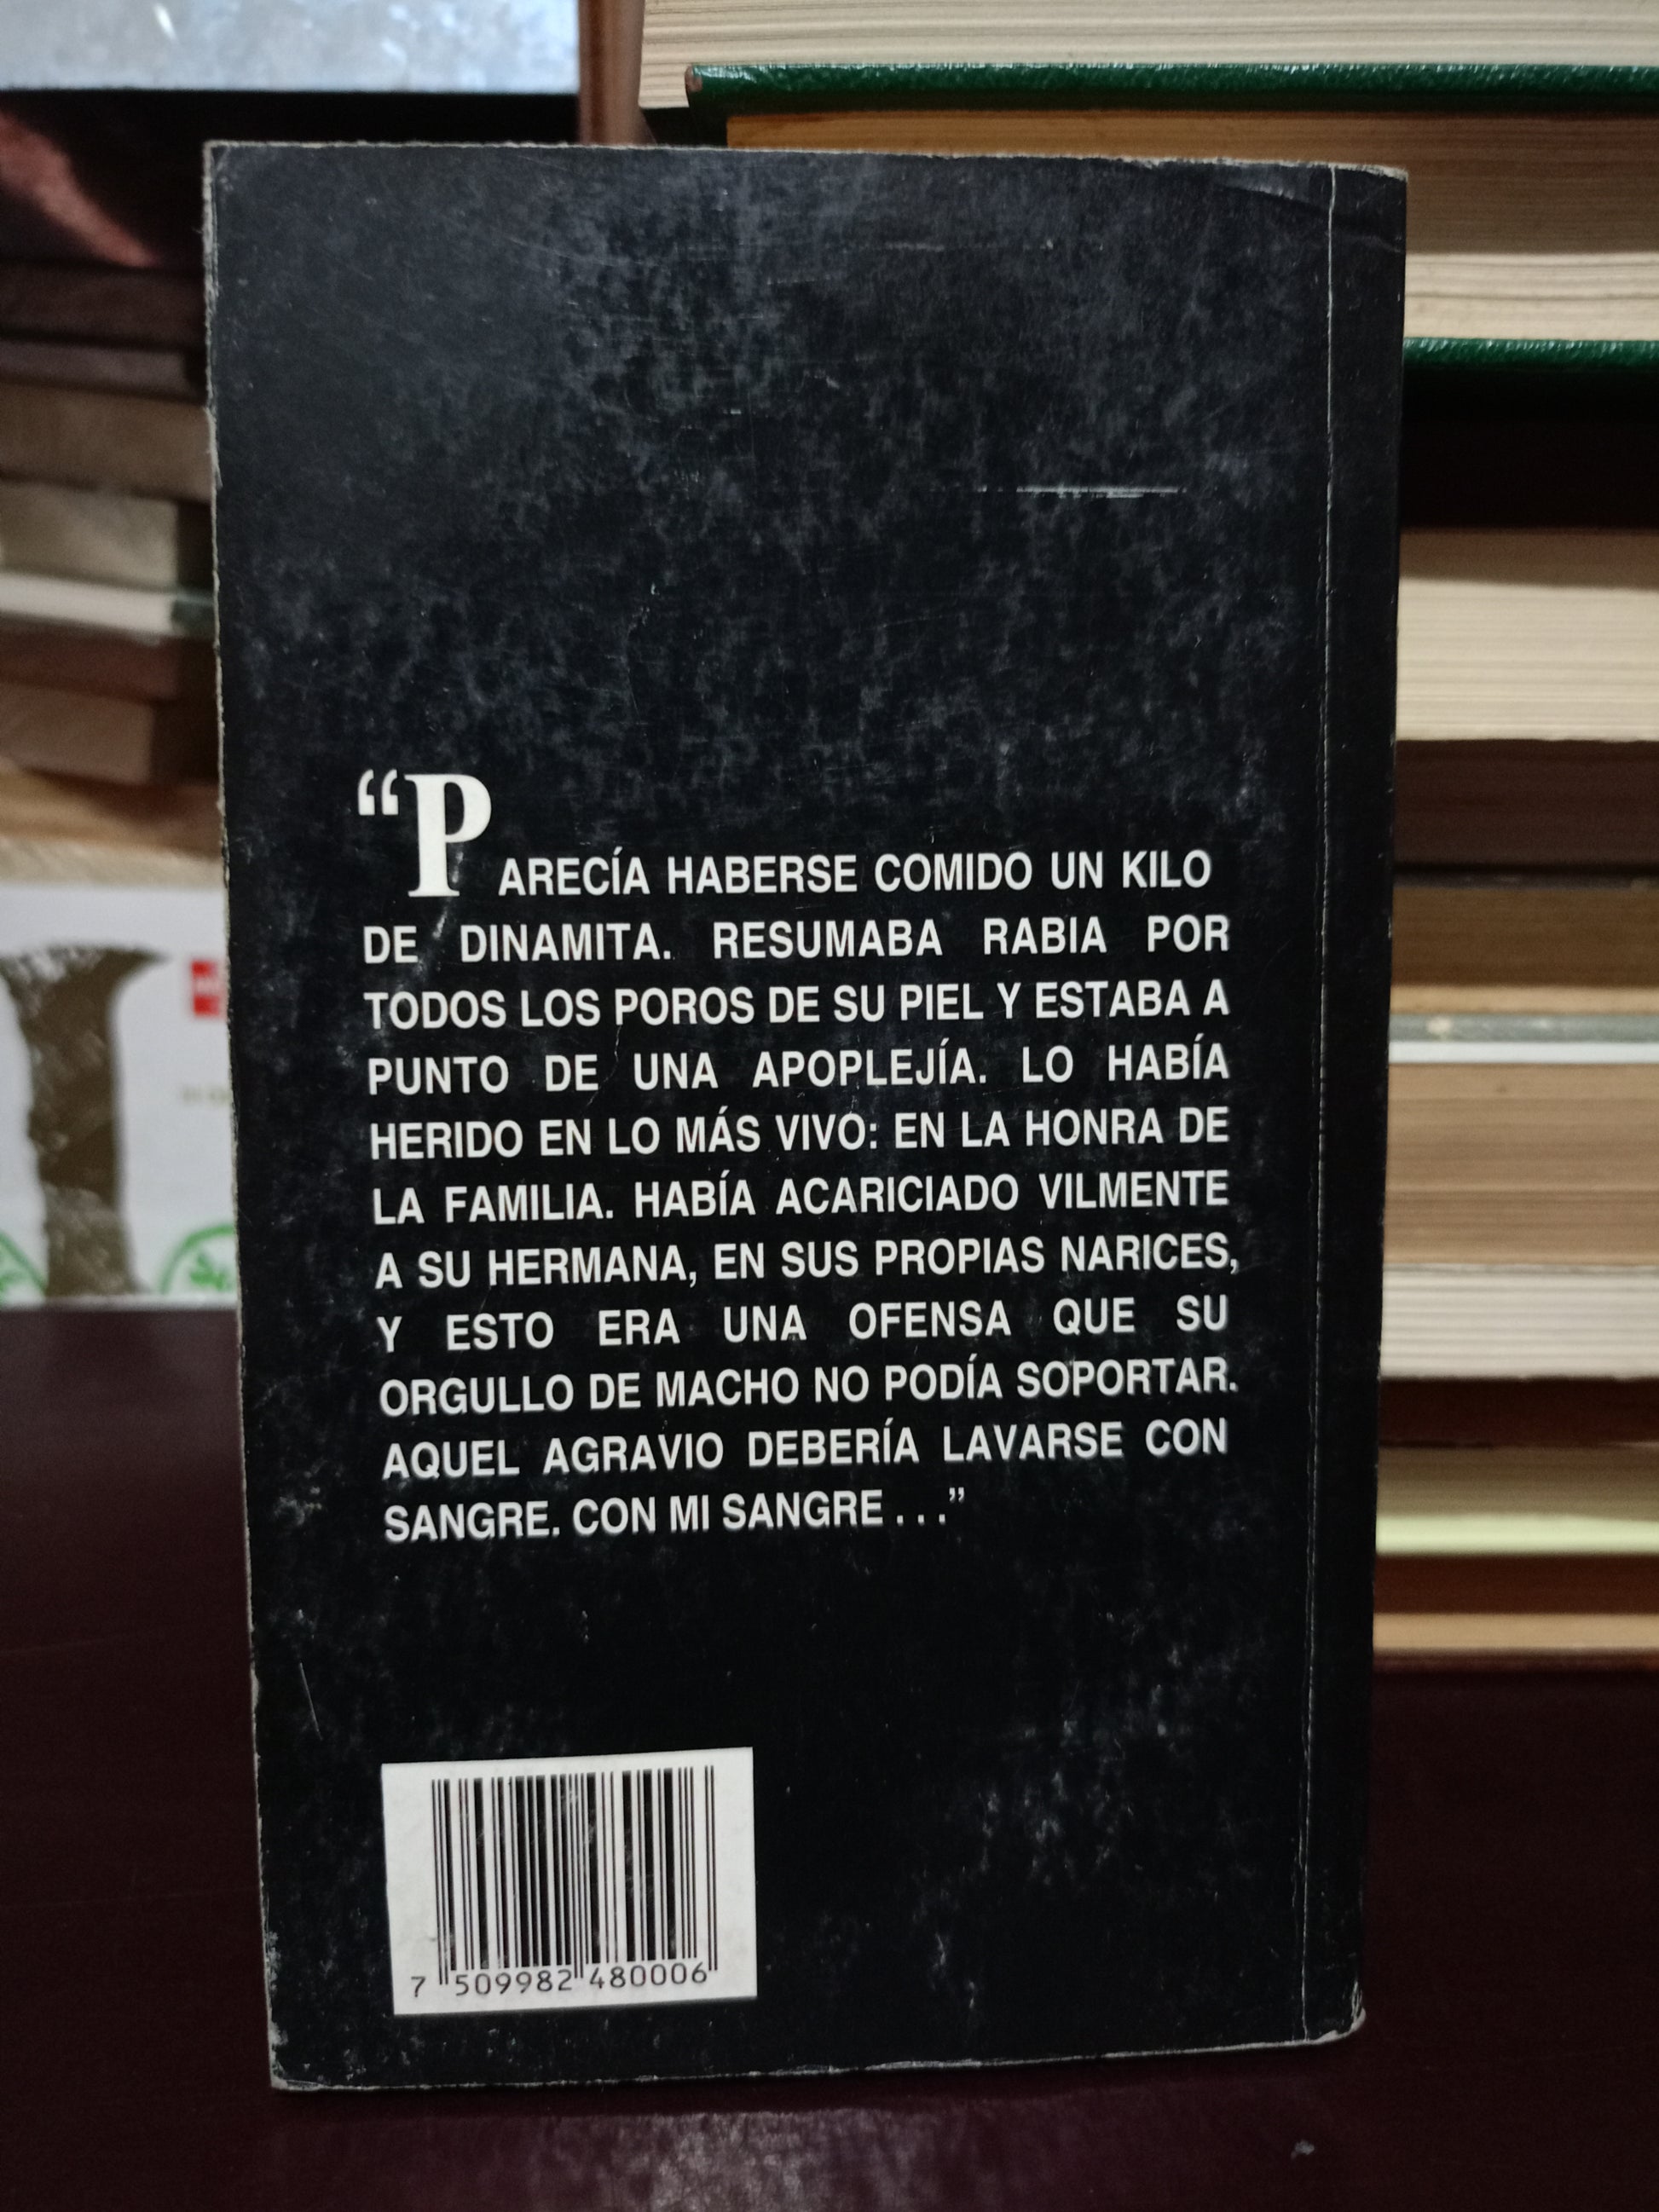 “PARECÍA HABERSE COMIDO UN KILO
DE DINAMITA. RESUMABA RABIA POR
TODOS LOS POROS DE SU PIEL Y ESTABA A
PUNTO DE UNA APOPLEJÍA. LO HABÍA
HERIDO EN LO MÁS VIVO: EN LA HONRA DE
LA FAMILIA. HABÍA ACARICIADO VILMENTE
A SU HERMANA, EN SUS PROPIAS NARICES,
Y ESTO ERA UNA OFENSA QUE SU
ORGULLO DE MACHO NO PODÍA SOPORTAR.
AQUEL AGRAVIO DEBERÍA LAVARSE CON
SANGRE. CON MI SANGRE . . .”
7 509982 480006